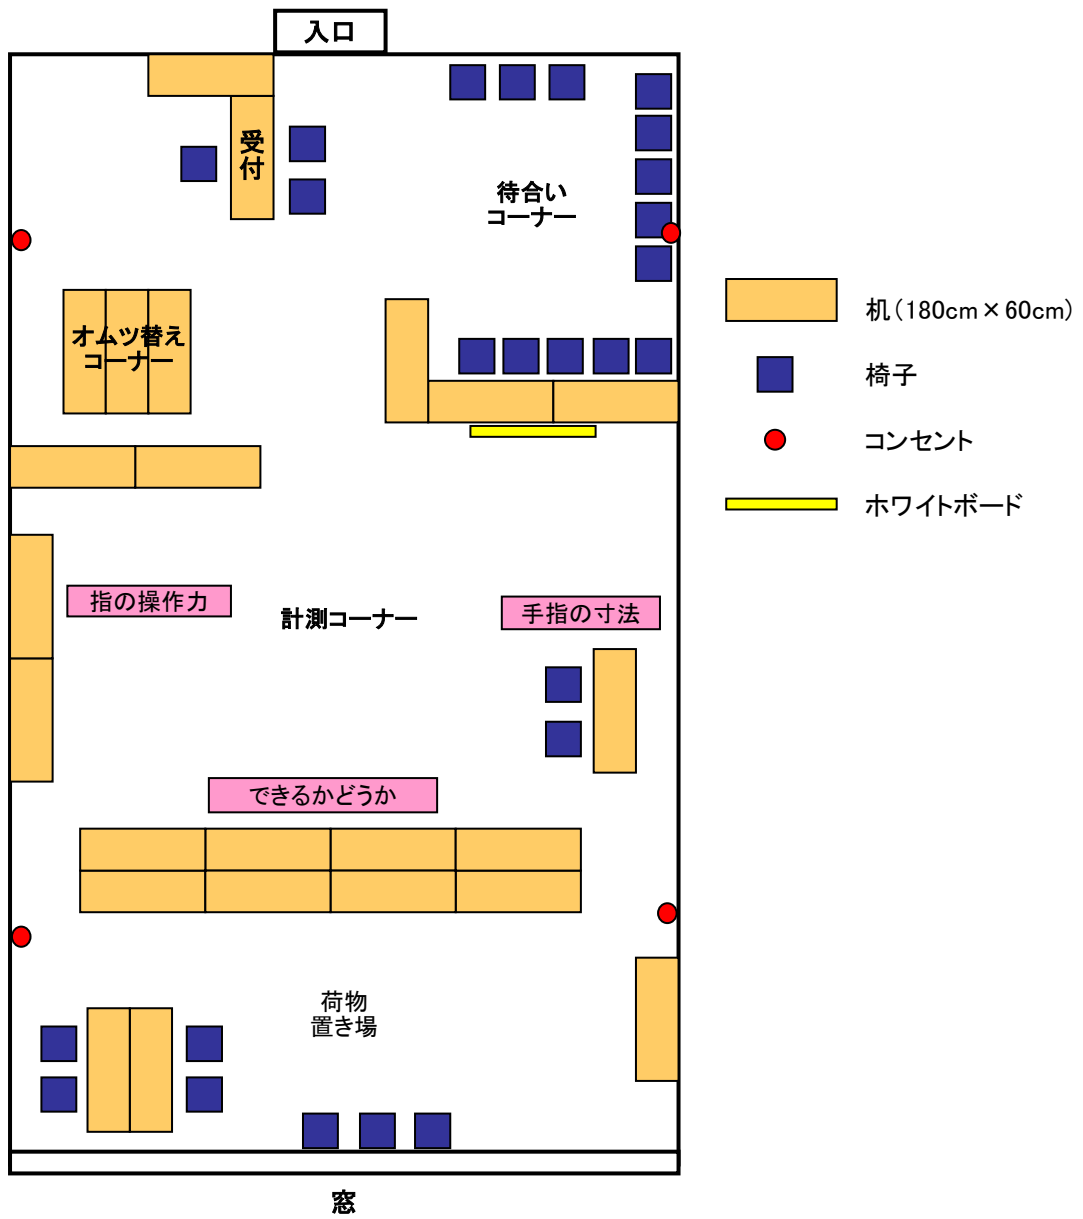 入口
受
付
待合い
コーナー
オムツ替え
コーナー
机(180cm×60cm)
椅子
コンセント
ホワイトボード
指の操作力
計測コーナー
手指の寸法
できるかどうか
荷物
置き場
窓